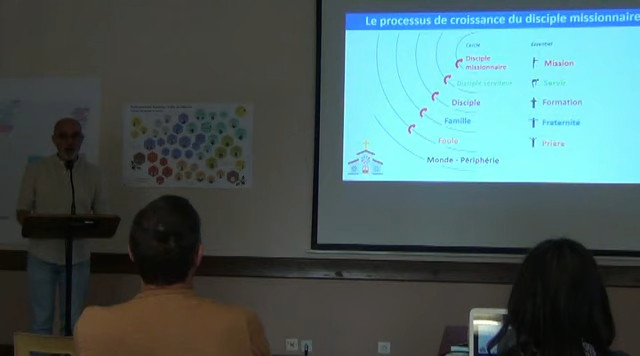 Le processus de croissance du disciple missionnaire
Essentiel
Disciple
missionnaire
Mission
Disciple serviteur
Servir
Disciple
Formation
Famille
Fraternité
Foule
Prière
Monde - Périphérie